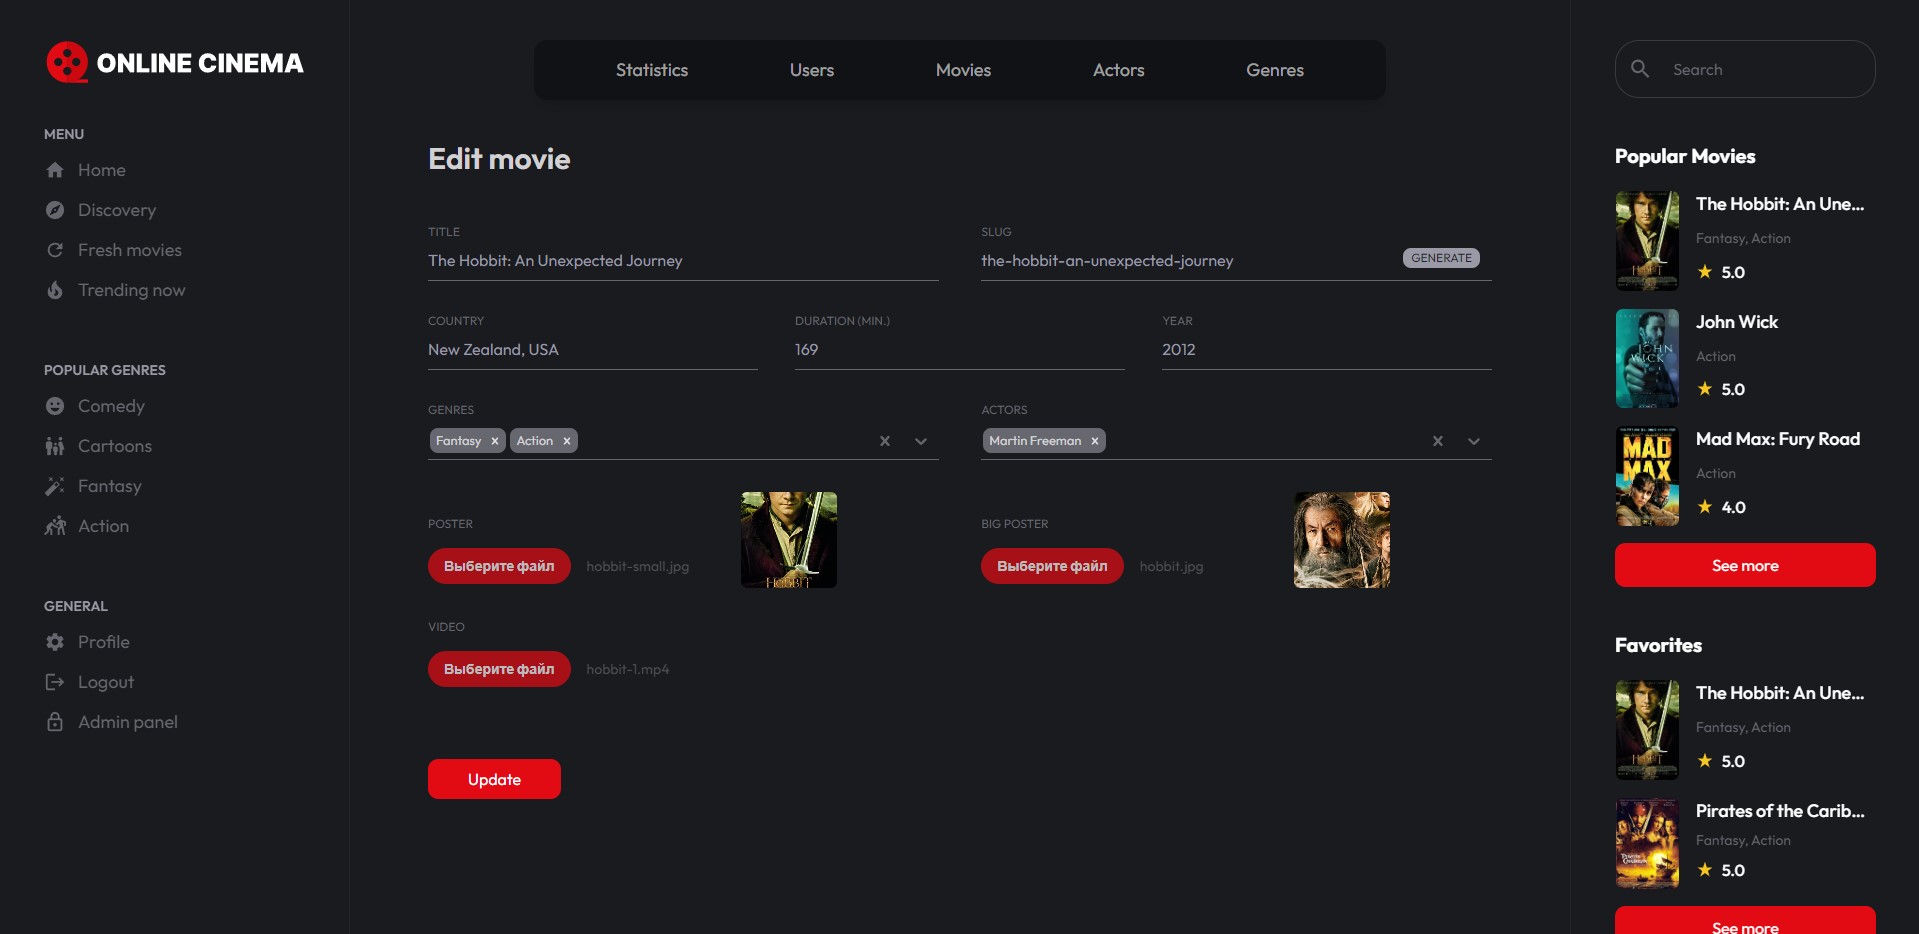 ONLINE CINEMA
MENU
Home
Discovery
Fresh movies
Trending now
POPULAR GENRES
Comedy
Cartoons
Fantasy
Action
GENERAL
Profile
Logout
Admin panel
Statistics Users Movies Actors Genres
Edit movie
TITLE
The Hobbit: An Unexpected Journey
SLUG
the-hobbit-an-unexpected-journey GENERATE
COUNTRY
New Zealand, USA
DURATION (MIN.)
169
YEAR
2012
GENRES
Fantasy × Action ×
ACTORS
Martin Freeman ×
POSTER
Выберите файл hobbit-small.jpg
HOBBIT
BIG POSTER
Выберите файл hobbit.jpg
VIDEO
Выберите файл hobbit-1.mp4
Update
Search
Popular Movies
The Hobbit: An Une...
Fantasy, Action
5.0
JOHN
WICK
John Wick
Action
5.0
MAD
MAX
Mad Max: Fury Road
Action
4.0
See more
Favorites
The Hobbit: An Une...
Fantasy, Action
5.0
Pirates of the Carib...
Fantasy, Action
5.0
See more